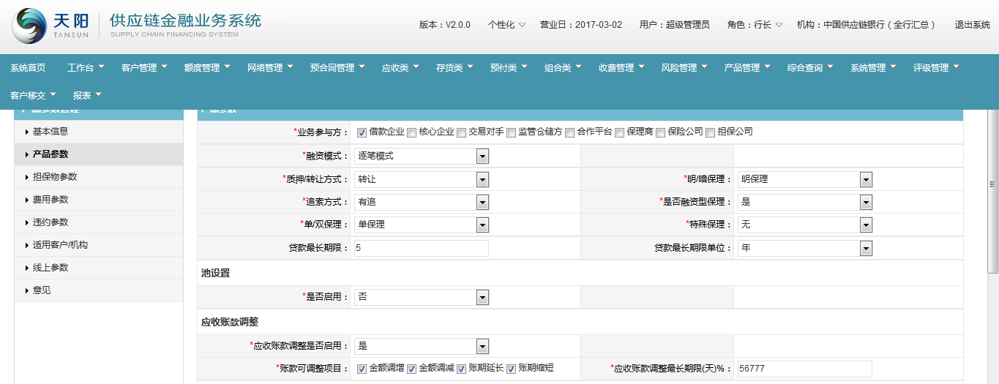 天阳 供应链金融业务系统
TANSUN SUPPLY CHAIN FINANCING SYSTEM
版本：V2.0.0 个性化 营业日：2017-03-02 用户：超级管理员 角色：行长 机构：中国供应链银行（全行汇总） 退出系统
系统首页 工作台 客户管理 额度管理 网络管理 预合同管理 应收类 存货类 预付类 组合类 收费管理 风险管理 产品管理 综合查询 系统管理 评级管理
客户移交 报表
基本信息
产品参数
担保物参数
费用参数
违约参数
适用客户/机构
线上参数
意见
产品参数
*业务参与方： 借款企业 核心企业 交易对手 监管仓储方 合作平台 保理商 保险公司 担保公司
*融资模式： 逐笔模式
*质押/转让方式： 转让 *明/暗保理： 明保理
*追索方式： 有追 *是否融资型保理： 是
*单/双保理： 单保理 *特殊保理： 无
贷款最长期限： 5 贷款最长期限单位： 年
池设置
*是否启用： 否
应收账款调整
*应收账款调整是否启用： 是
*账款可调整项目： 金额调增 金额调减 账期延长 账期缩短 *应收账款调整最长期限(天)%： 56777